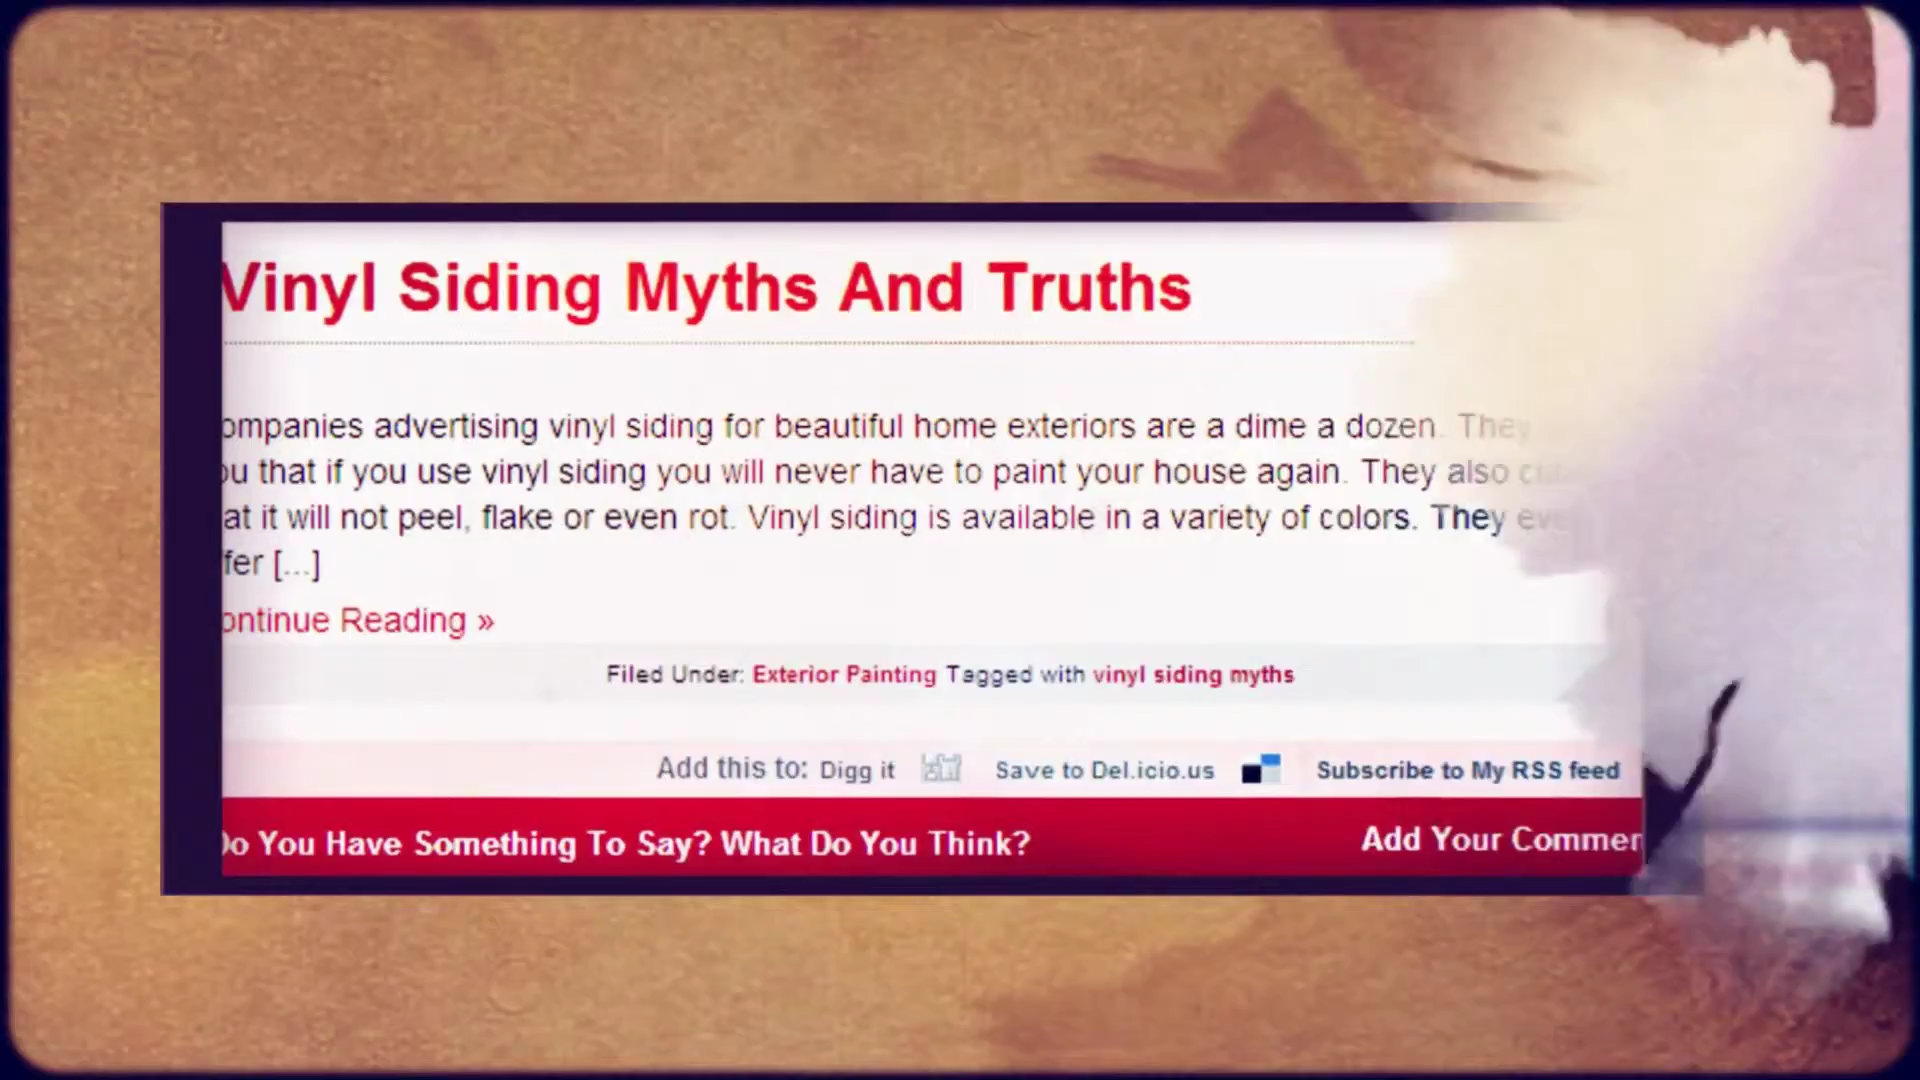 Vinyl Siding Myths And Truths
ompanies advertising vinyl siding for beautiful home exteriors are a dime a dozen. They
ou that if you use vinyl siding you will never have to paint your house again. They also
at it will not peel, flake or even rot. Vinyl siding is available in a variety of colors. They eve
fer [...]
ontinue Reading »
Filed Under: Exterior Painting Tagged with vinyl siding myths
Add this to: Digg it Save to Del.icio.us Subscribe to My RSS feed
Do You Have Something To Say? What Do You Think? Add Your Commen